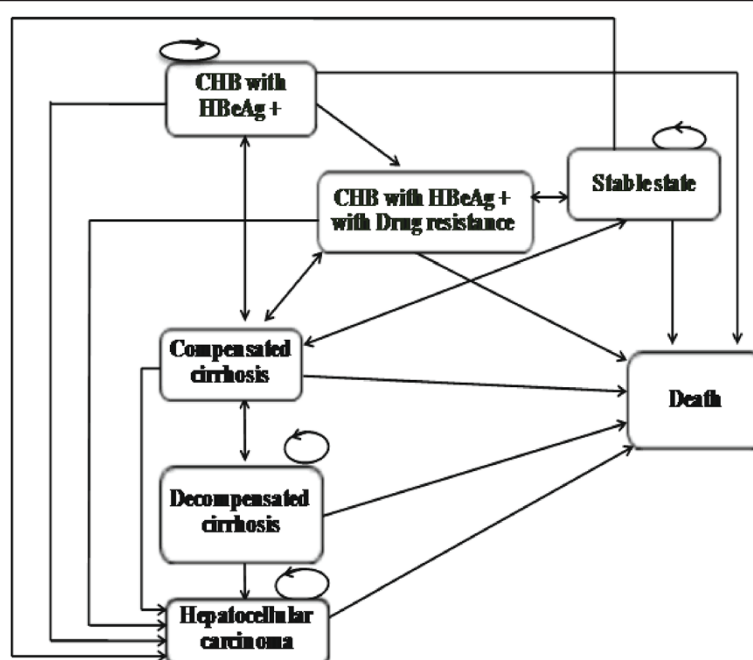 CHB with
HBeAg +
CHB with HBeAg +
with Drug resistance
Stable state
Compensated
cirrhosis
Death
Decompensated
cirrhosis
Hepatocellular
carcinoma